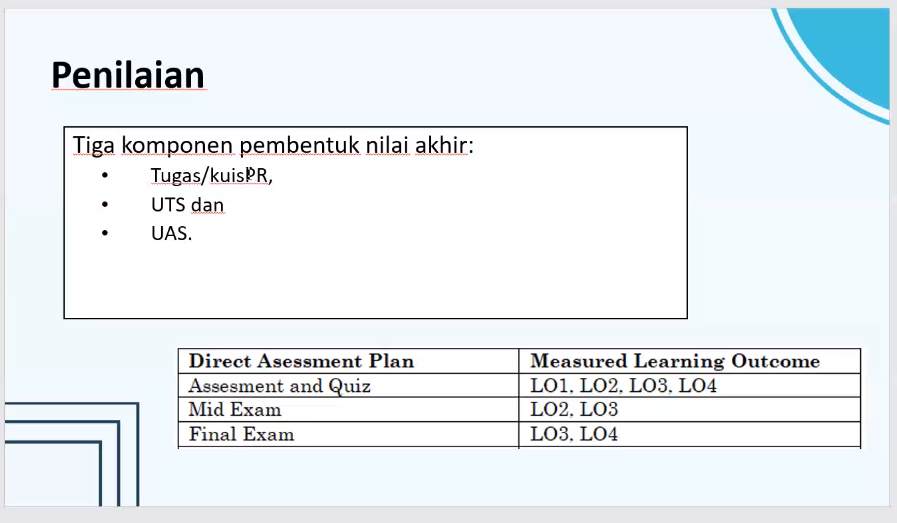 Penilaian
Tiga komponen pembentuk nilai akhir:
• Tugas/kuis/PR,
• UTS dan
• UAS.
Direct Asessment Plan Measured Learning Outcome
Assesment and Quiz LO1, LO2, LO3, LO4
Mid Exam LO2, LO3
Final Exam LO3, LO4